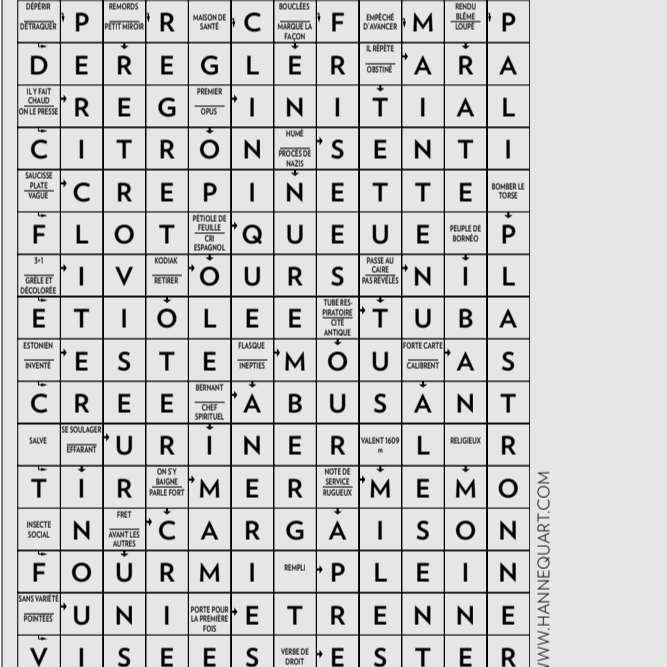 DÉPÉRIR DÉTRAQUER P REMORDS PETIT MIROIR R MAISON DE SANTÉ C BOUCLÉES MARQUE LA FAÇON F EMPÊCHÉ D'AVANCER M RENDU BLÊME LOUPÉ P
D E R E G L E R IL RÉPÈTE OBSTINÉ A R A
IL Y FAIT CHAUD ON LE PRESSE R E G PREMIER OPUS I N I T I A L
C I T R O N HUMÉ PROCÈS DE NAZIS S E N T I
SAUCISSE PLATE VAGUE C R E P I N E T T E BOMBER LE TORSE
F L O T PÉTIOLE DE FEUILLE CRI ESPAGNOL Q U E U E PEUPLE DE BORNÉO P
3+1 GRÊLE ET DÉCOLORÉE I V KODIAK RETIRER O U R S PASSE AU CAIRE PAS RÉVÉLÉS N I L
E T I O L E E TUBE RES-PIRATOIRE CITÉ ANTIQUE T U B A
ESTONIEN INVENTE E S T E FLASQUE INEPTIES M O U FORTE CARTE CALIBRENT A S
C R E E BERNANT CHEF SPIRITUEL A B U S A N T
SALVE SE SOULAGER EFFARANT U R I N E R VALENT 1609 m L RELIGIEUX R
T I R ON S'Y BAIGNE PARLE FORT M E R NOTE DE SERVICE RUGUEUX M E M O
INSECTE SOCIAL N FRET AVANT LES AUTRES C A R G A I S O N
F O U R M I REMPLI P L E I N N
SANS VARIÉTÉ POINTÉES U N I PORTE POUR LA PREMIÈRE FOIS E T R E N N E
V I S E E S VERBE DE DROIT E S T E R
WWW.HANNEQUART.COM